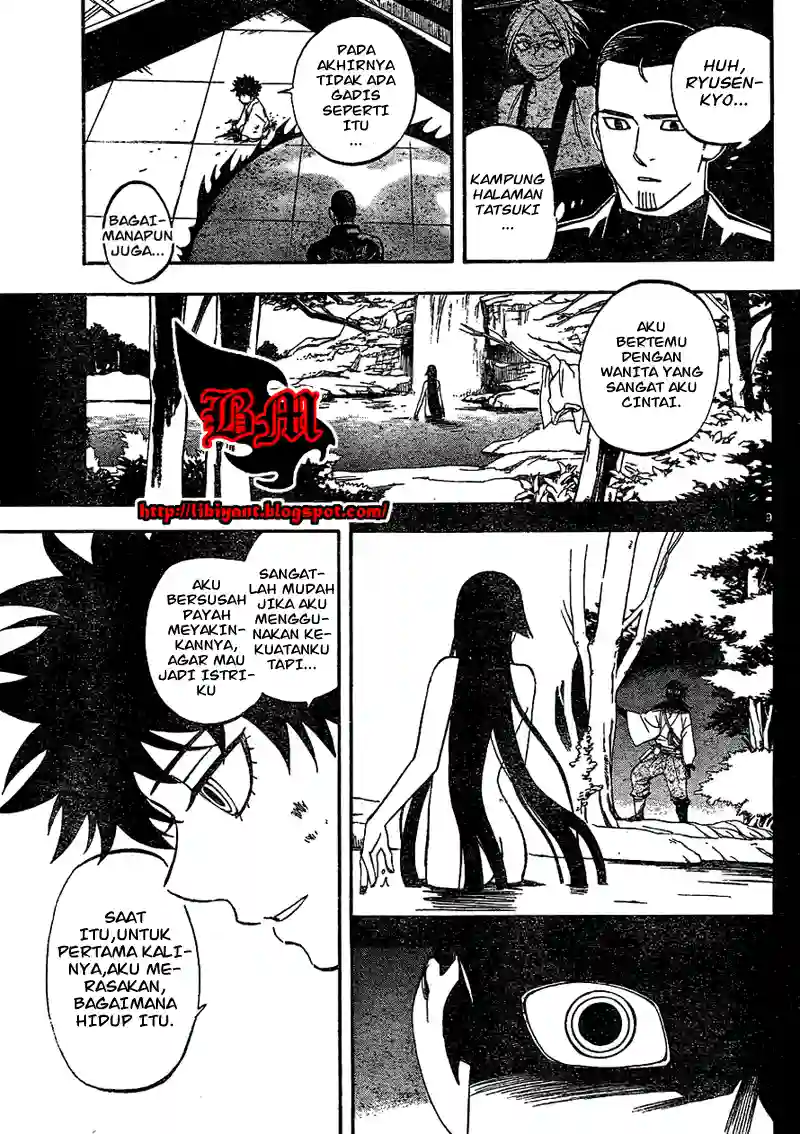 HUH,
RYUSEN-
KYO...
KAMPUNG
HALAMAN
TATSUKI
...
PADA
AKHIRNYA
TIDAK ADA
GADIS
SEPERTI
ITU
...
BAGAI-
MANAPUN
JUGA...
AKU
BERTEMU
DENGAN
WANITA YANG
SANGAT AKU
CINTAI.
BM
http://libiyant.blogspot.com/
9
SANGAT-
LAH MUDAH
JIKA AKU
MENGGU-
NAKAN KE-
KUATANKU
TAPI...
AKU
BERSUSAH
PAYAH
MEYAKIN-
KANNYA,
AGAR MAU
JADI ISTRI-
KU
SAAT
ITU,UNTUK
PERTAMA KALI-
NYA,AKU ME-
RASAKAN,
BAGAIMANA
HIDUP ITU.